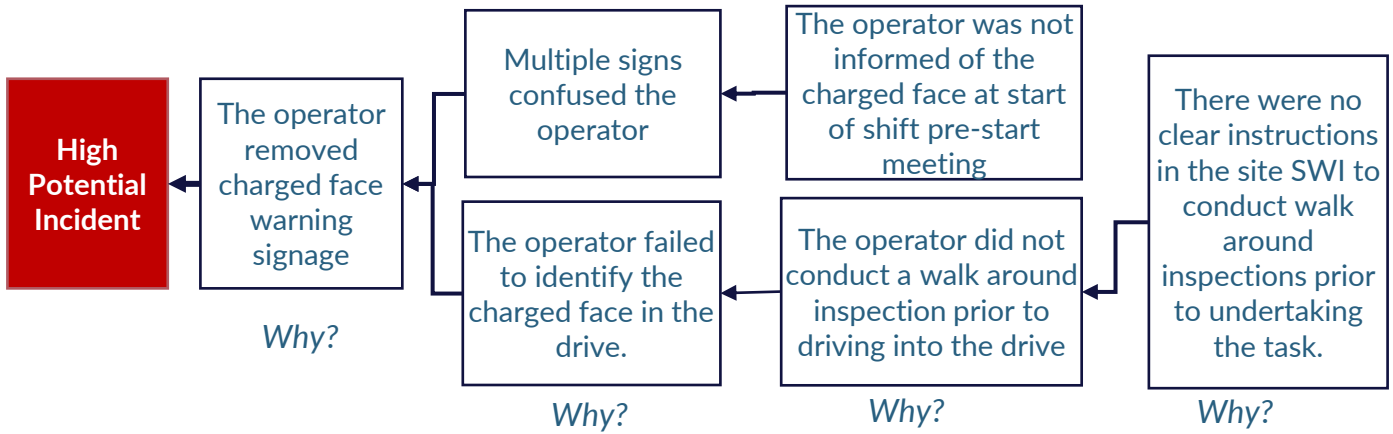 High
Potential
Incident
The operator
removed
charged face
warning
signage
Why?
Multiple signs
confused the
operator
The operator failed
to identify the
charged face in the
drive.
Why?
The operator was not
informed of the
charged face at start
of shift pre-start
meeting
The operator did not
conduct a walk around
inspection prior to
driving into the drive
Why?
There were no
clear instructions
in the site SWI to
conduct walk
around
inspections prior
to undertaking
the task.
Why?